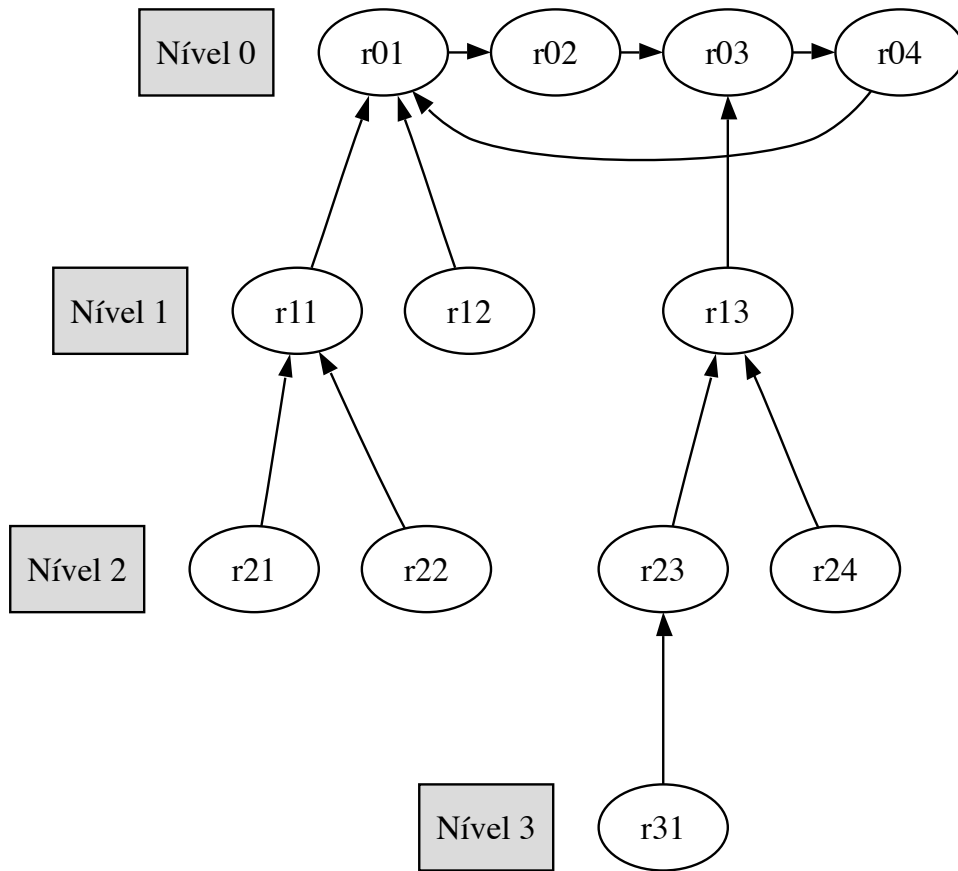 Nível 0
r01
r02
r03
r04
Nível 1
r11
r12
r13
Nível 2
r21
r22
r23
r24
Nível 3
r31